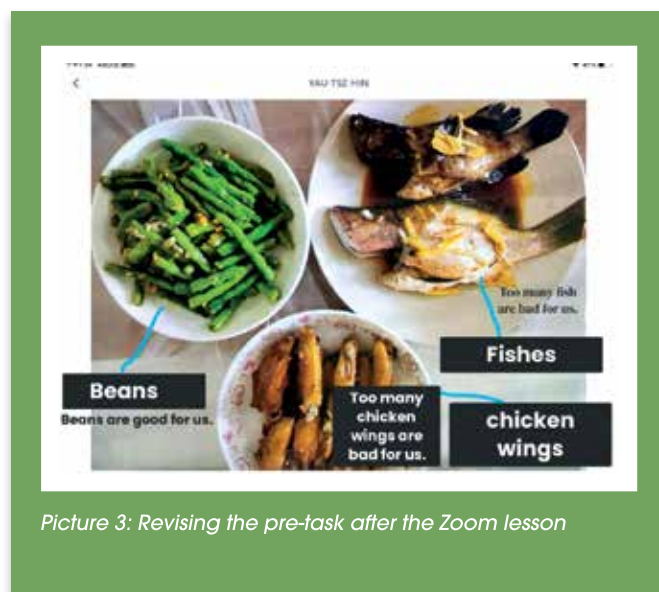 YAU TSZ HIN
Too many fish
are bad for us.
Fishes
Beans
Beans are good for us.
Too many
chicken
wings are
bad for us.
chicken
wings
Picture 3: Revising the pre-task after the Zoom lesson